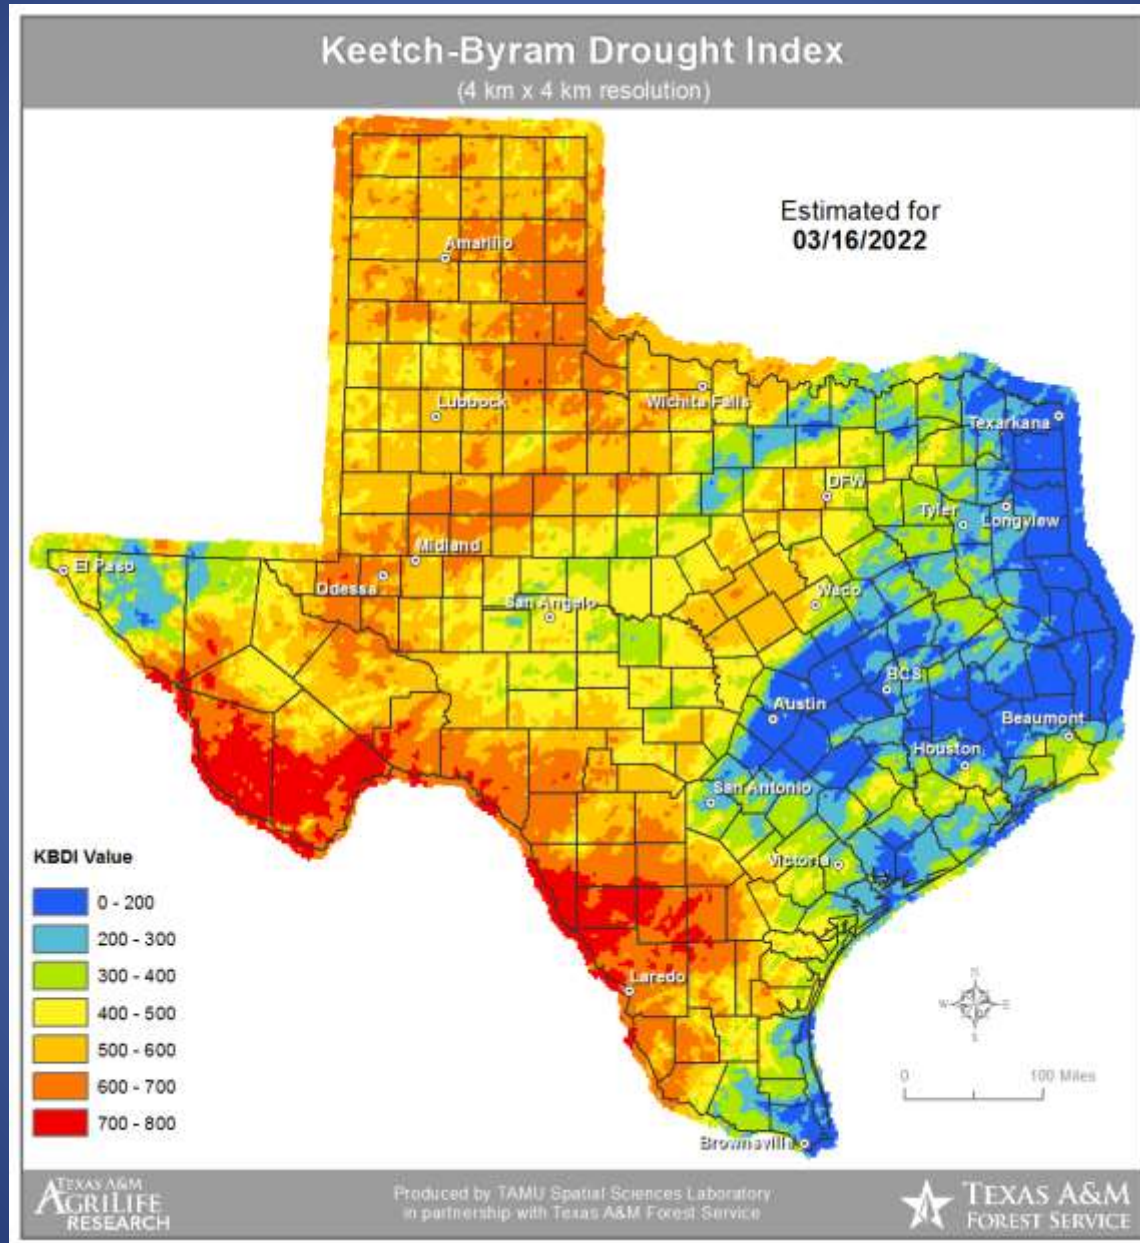 Keetch-Byram Drought Index
(4 km x 4 km resolution)
Estimated for
03/16/2022
Amarillo
Lubbock
Wichita Falls
Texarkana
DFW
Tyler
Longview
Midland
El Paso
Odessa
San Angelo
Waco
BCS
Austin
Beaumont
Houston
San Antonio
Victoria
Laredo
Brownsville
KBDI Value
0 - 200
200 - 300
300 - 400
400 - 500
500 - 600
600 - 700
700 - 800
N
W
E
S
0 100 Miles
TEXAS A&M
AGRILIFE
RESEARCH
Produced by TAMU Spatial Sciences Laboratory
in partnership with Texas A&M Forest Service
TEXAS A&M
FOREST SERVICE